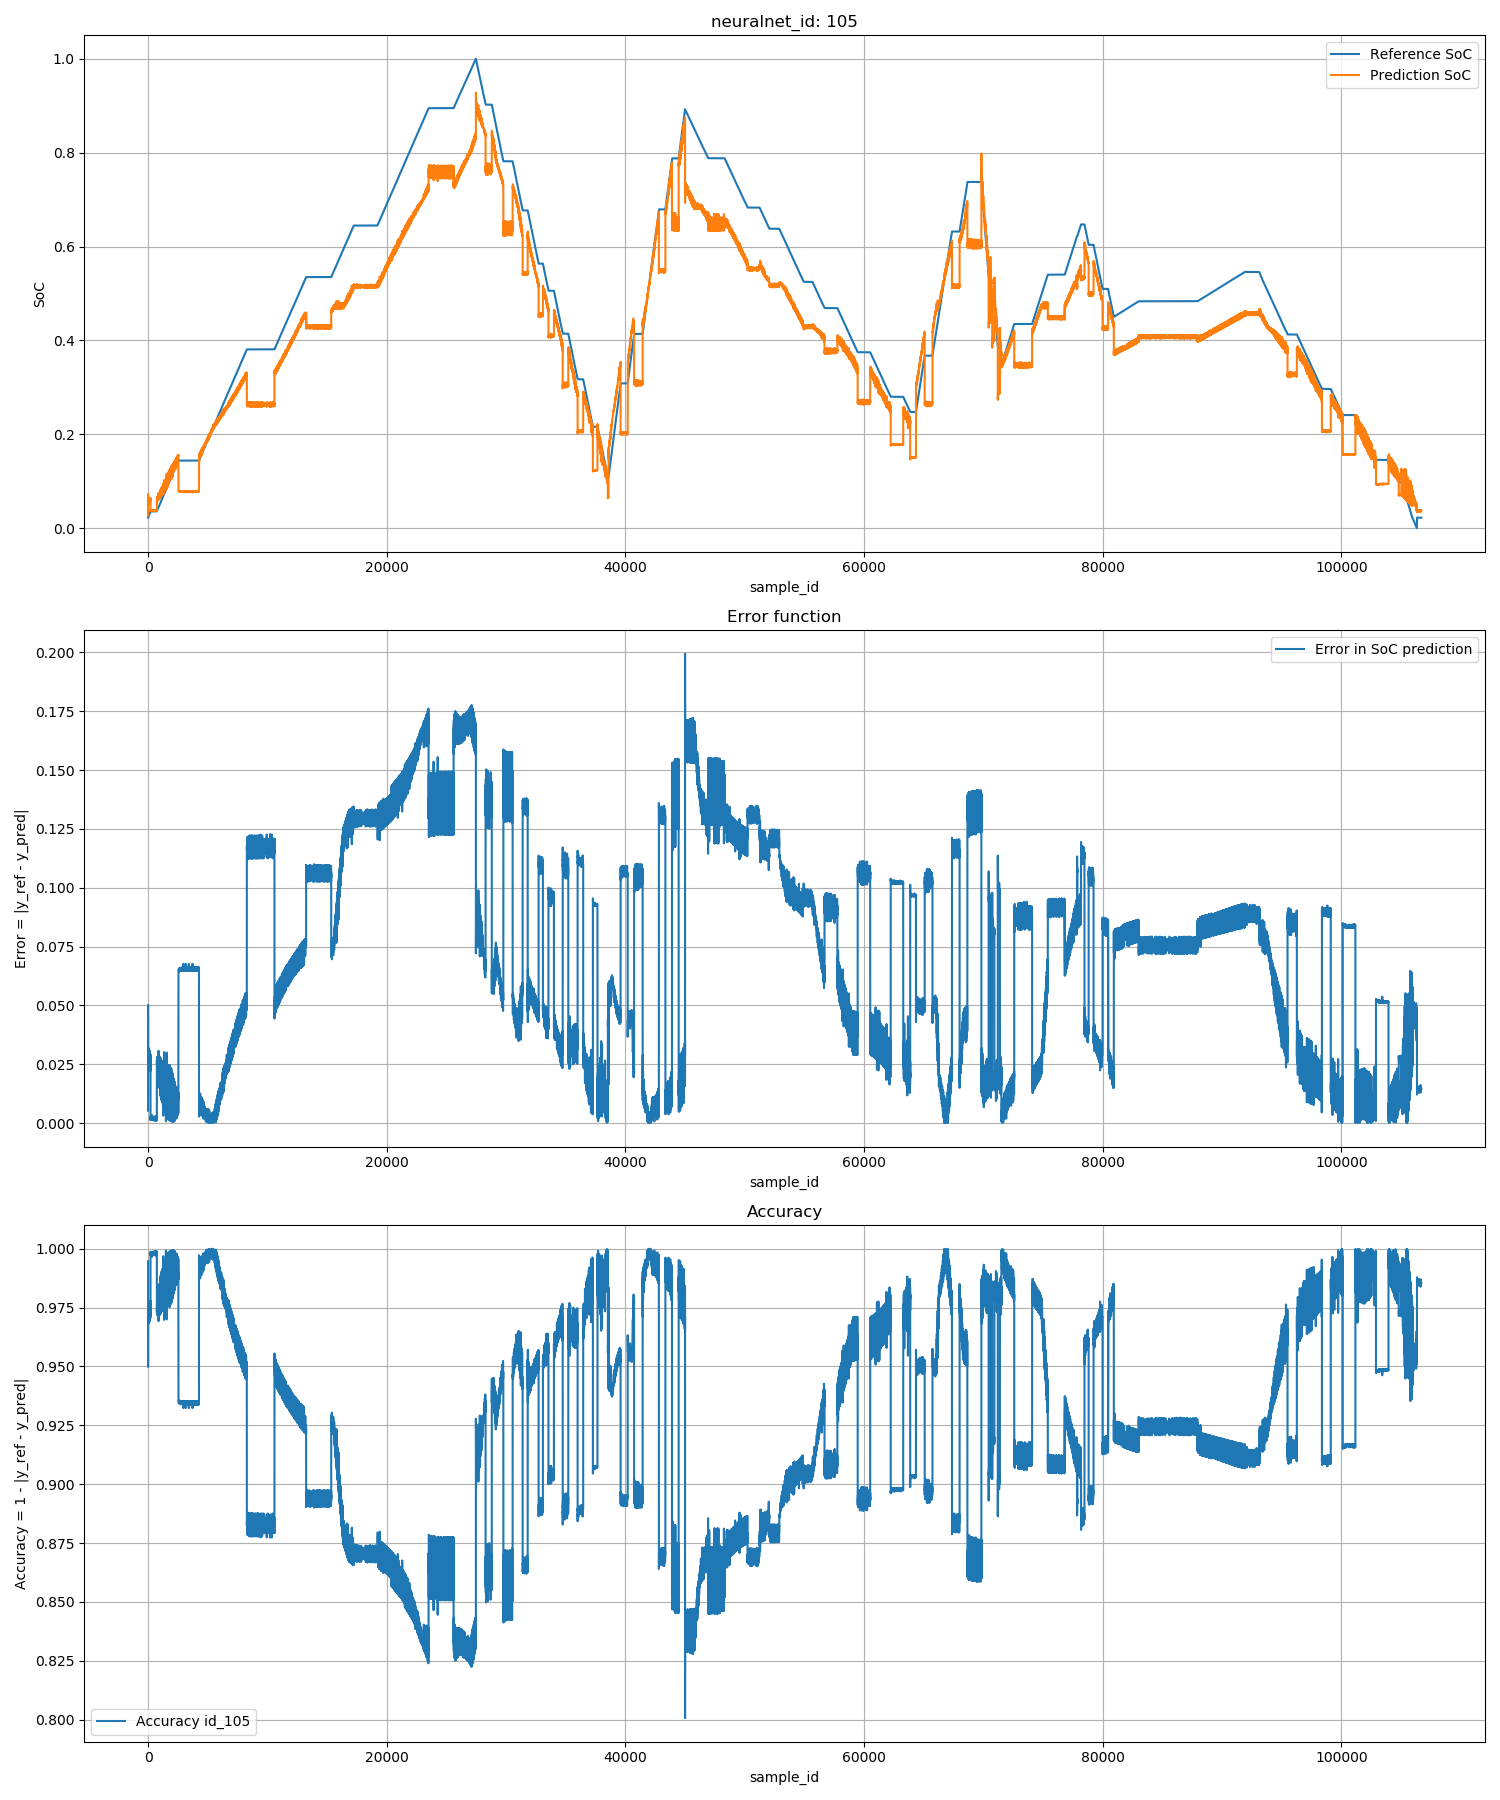 neuralnet_id: 105
Reference SoC
Prediction SoC
1.0
0.8
0.6
0.4
0.2
0.0
SoC
0 20000 40000 60000 80000 100000
sample_id
Error function
Error in SoC prediction
0.200
0.175
0.150
0.125
0.100
0.075
0.050
0.025
0.000
Error = |y_ref - y_pred|
0 20000 40000 60000 80000 100000
sample_id
Accuracy
1.000
0.975
0.950
0.925
0.900
0.875
0.850
0.825
0.800
Accuracy = 1 - |y_ref - y_pred|
Accuracy id_105
0 20000 40000 60000 80000 100000
sample_id